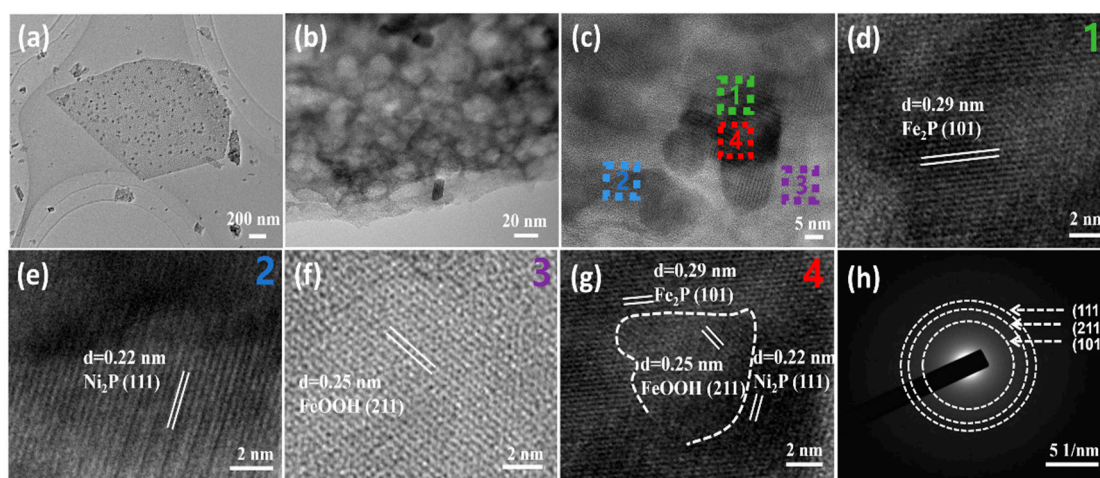 (a)
200 nm
(b)
20 nm
(c)
1
4
2
3
5 nm
(d)
1
d=0.29 nm
Fe₂P (101)
2 nm
(e)
2
d=0.22 nm
Ni₂P (111)
2 nm
(f)
3
d=0.25 nm
FeOOH (211)
2 nm
(g)
4
d=0.29 nm
Fe₂P (101)
d=0.25 nm
FeOOH (211)
d=0.22 nm
Ni₂P (111)
2 nm
(h)
(111)
(211)
(101)
5 1/nm